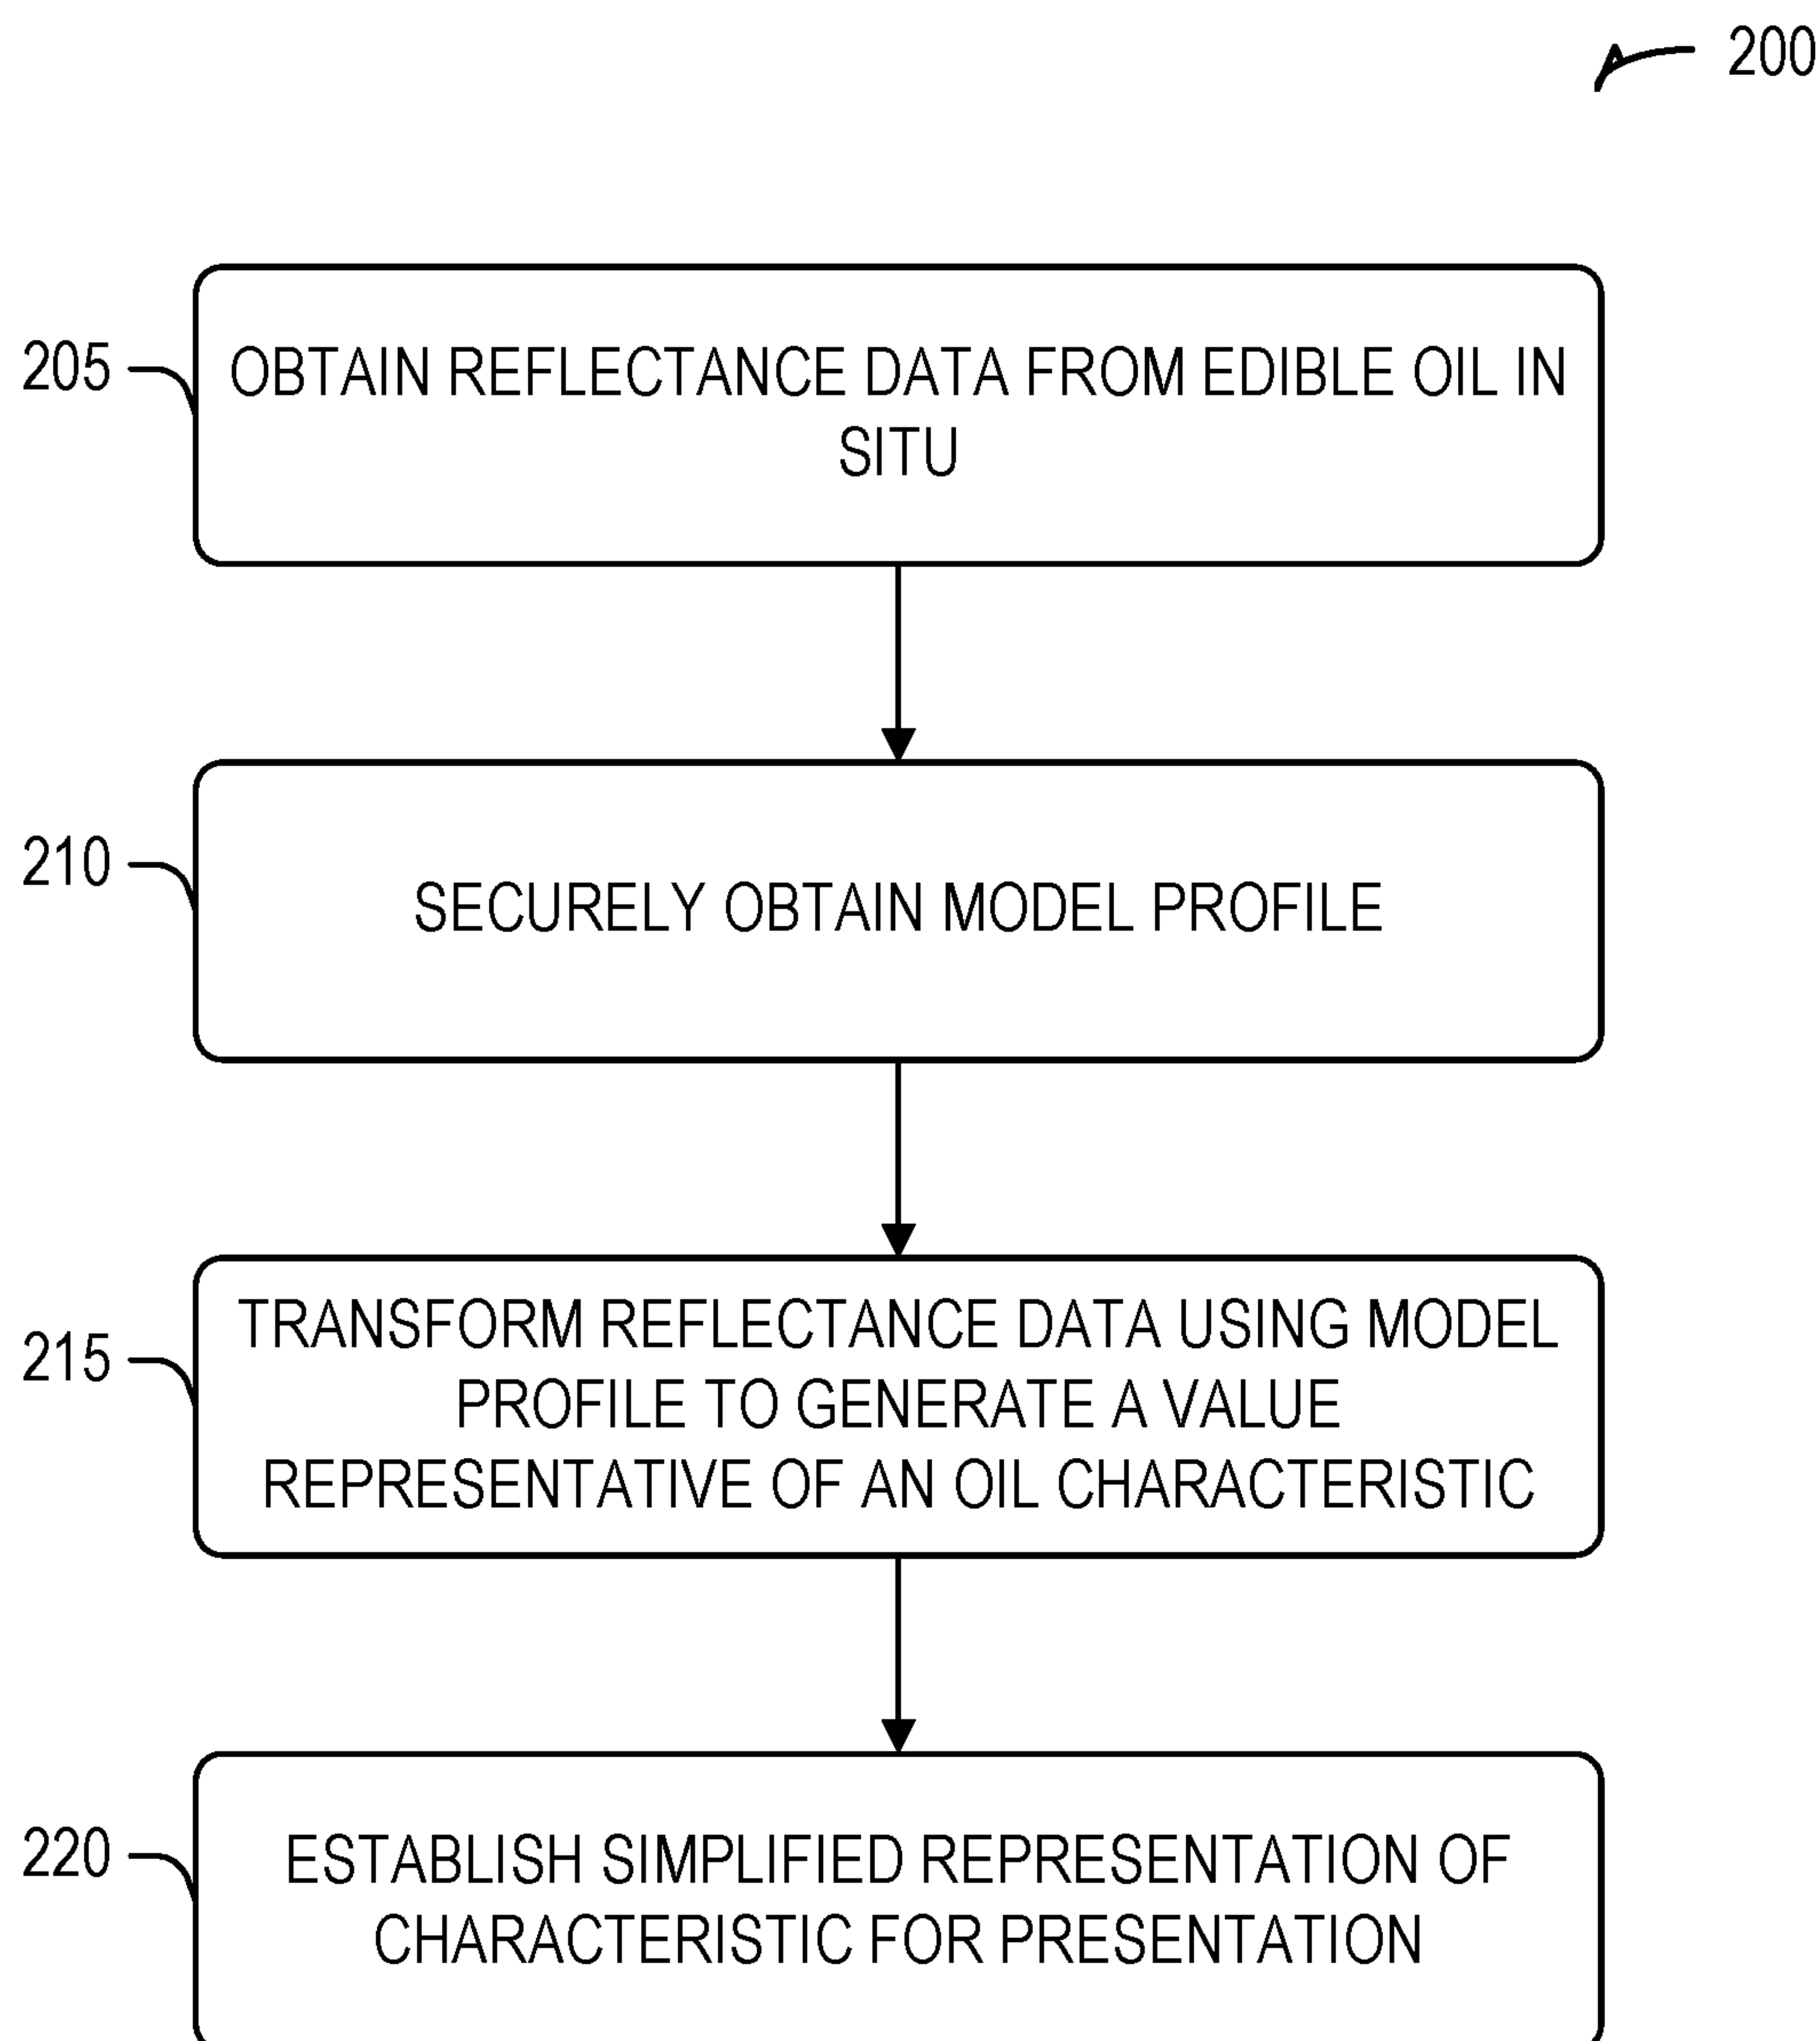 200
205
OBTAIN REFLECTANCE DATA FROM EDIBLE OIL IN
SITU
210
SECURELY OBTAIN MODEL PROFILE
215
TRANSFORM REFLECTANCE DATA USING MODEL
PROFILE TO GENERATE A VALUE
REPRESENTATIVE OF AN OIL CHARACTERISTIC
220
ESTABLISH SIMPLIFIED REPRESENTATION OF
CHARACTERISTIC FOR PRESENTATION